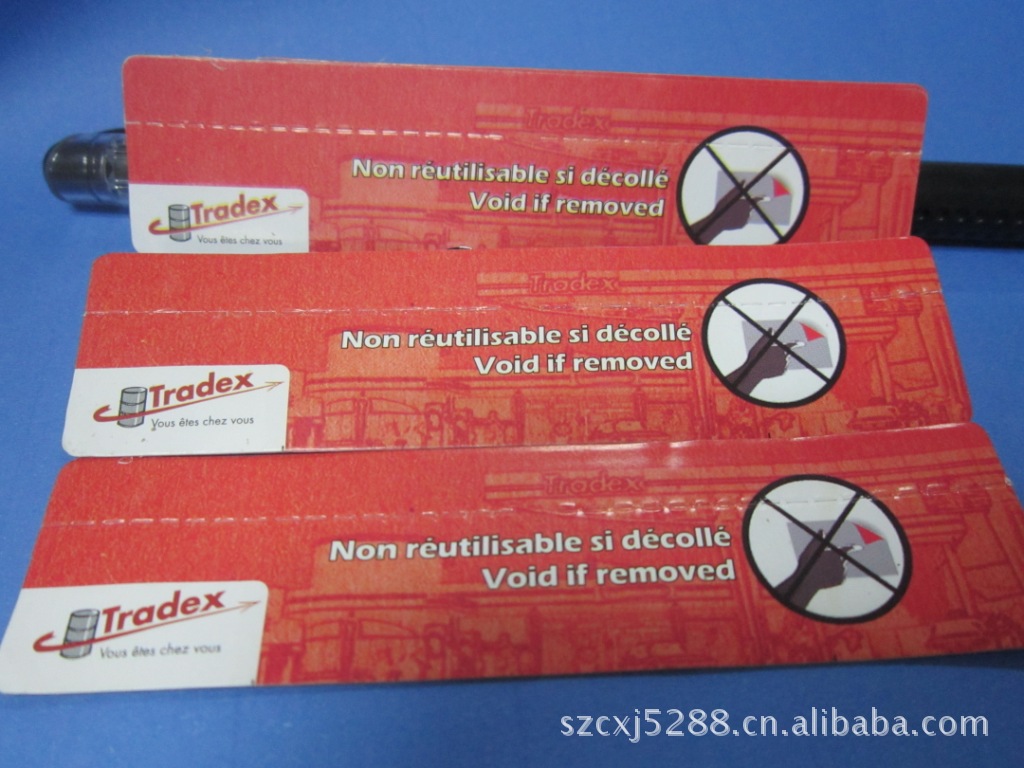 Tradex
Non réutilisable si décollé
Void if removed
Tradex
Vous êtes chez vous
Tradex
Non réutilisable si décollé
Void if removed
Tradex
Vous êtes chez vous
Tradex
Non réutilisable si décollé
Void if removed
Tradex
Vous êtes chez vous
szcxj5288.cn.alibaba.com